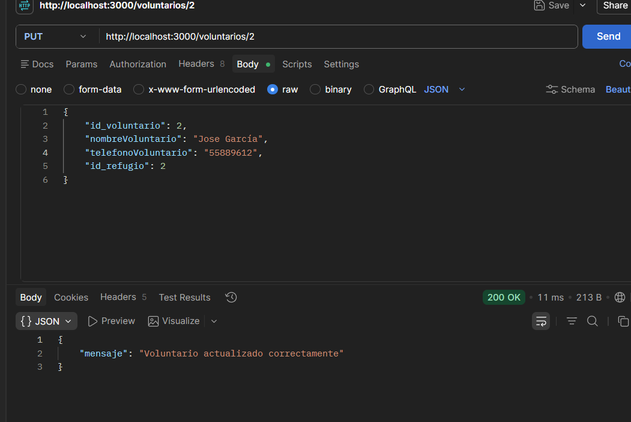 HTTP http://localhost:3000/voluntarios/2 Save Share
PUT http://localhost:3000/voluntarios/2 Send
Docs Params Authorization Headers 8 Body Scripts Settings Co
none form-data x-www-form-urlencoded raw binary GraphQL JSON Schema Beaut
1 {
2 "id_voluntario": 2,
3 "nombreVoluntario": "Jose García",
4 "telefonoVoluntario": "55889612",
5 "id_refugio": 2
6 }
Body Cookies Headers 5 Test Results 200 OK 11 ms 213 B
{} JSON Preview Visualize
1 {
2 "mensaje": "Voluntario actualizado correctamente"
3 }